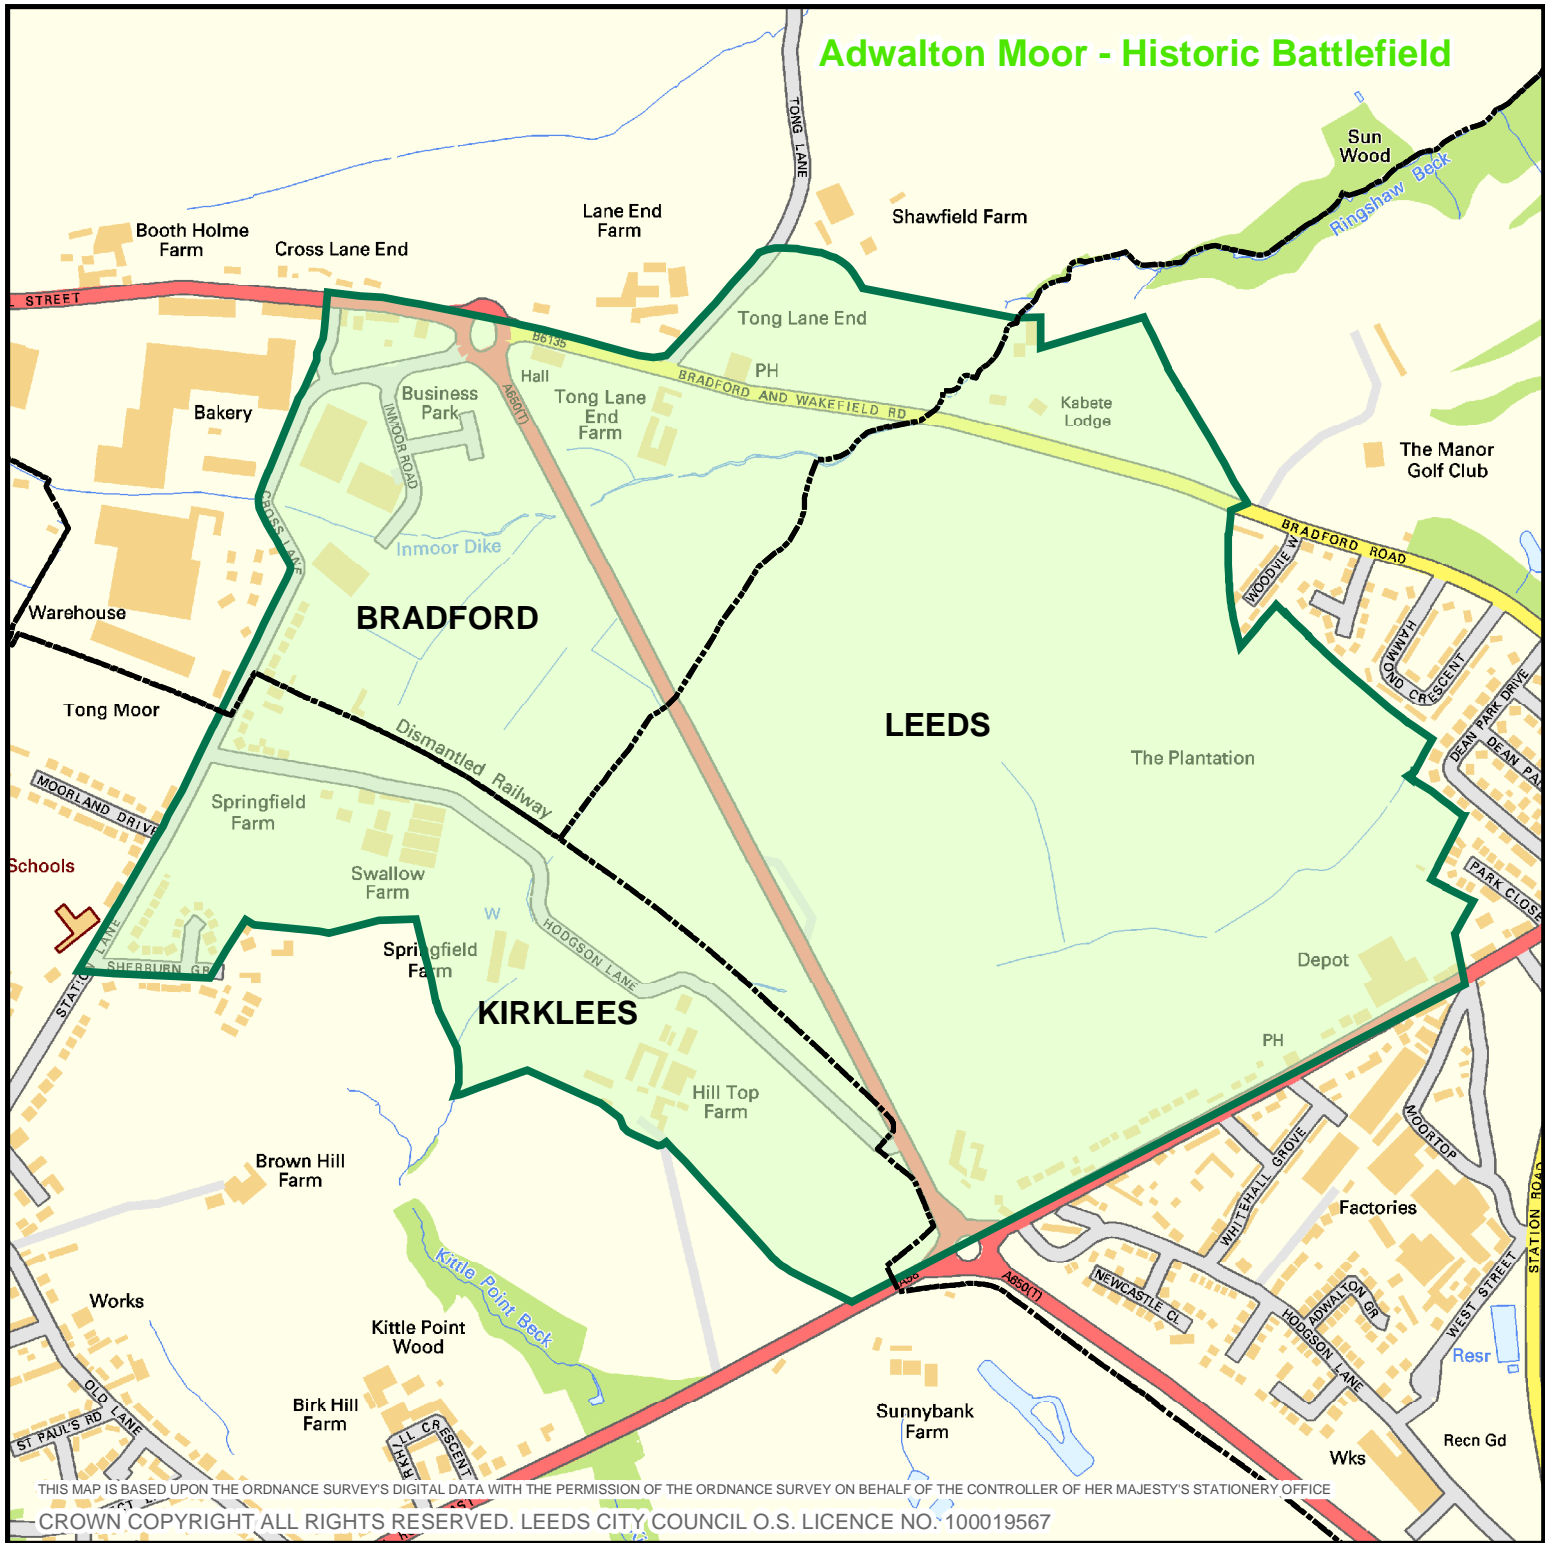 Adwalton Moor - Historic Battlefield
TONG LANE
Sun
Wood
Ringshaw Beck
Lane End
Farm
Shawfield Farm
Booth Holme
Farm
Cross Lane End
STREET
Tong Lane End
B6135
PH
Hall
BRADFORD AND WAKEFIELD RD
A650(T)
Business
Park
Tong Lane
End
Farm
Kabete
Lodge
Bakery
INMOOR ROAD
The Manor
Golf Club
CROSS LANE
BRADFORD ROAD
Inmoor Dike
WOODVIEW
Warehouse
BRADFORD
HAMMOND CRESCENT
Tong Moor
LEEDS
DEAN PARK DRIVE
DEAN PA
Dismantled Railway
The Plantation
MOORLAND DRIVE
Springfield
Farm
Schools
Swallow
Farm
PARK CLOSE
W
HODGSON LANE
Springfield
Farm
SHERBURN GR
STATION LANE
Depot
KIRKLEES
PH
Hill Top
Farm
MOORTOP
Brown Hill
Farm
WHITEHALL GROVE
Factories
STATION ROAD
Kittle Point Beck
A58
A650(T)
NEWCASTLE CL
ADWALTON GR
WEST STREET
Works
Kittle Point
Wood
HODGSON LANE
Resr
OLD LANE
Birk Hill
Farm
Sunnybank
Farm
ST PAUL'S RD
CRESCENT
Recn Gd
Wks
THIS MAP IS BASED UPON THE ORDNANCE SURVEY'S DIGITAL DATA WITH THE PERMISSION OF THE ORDNANCE SURVEY ON BEHALF OF THE CONTROLLER OF HER MAJESTY'S STATIONERY OFFICE
CROWN COPYRIGHT ALL RIGHTS RESERVED. LEEDS CITY COUNCIL O.S. LICENCE NO. 100019567